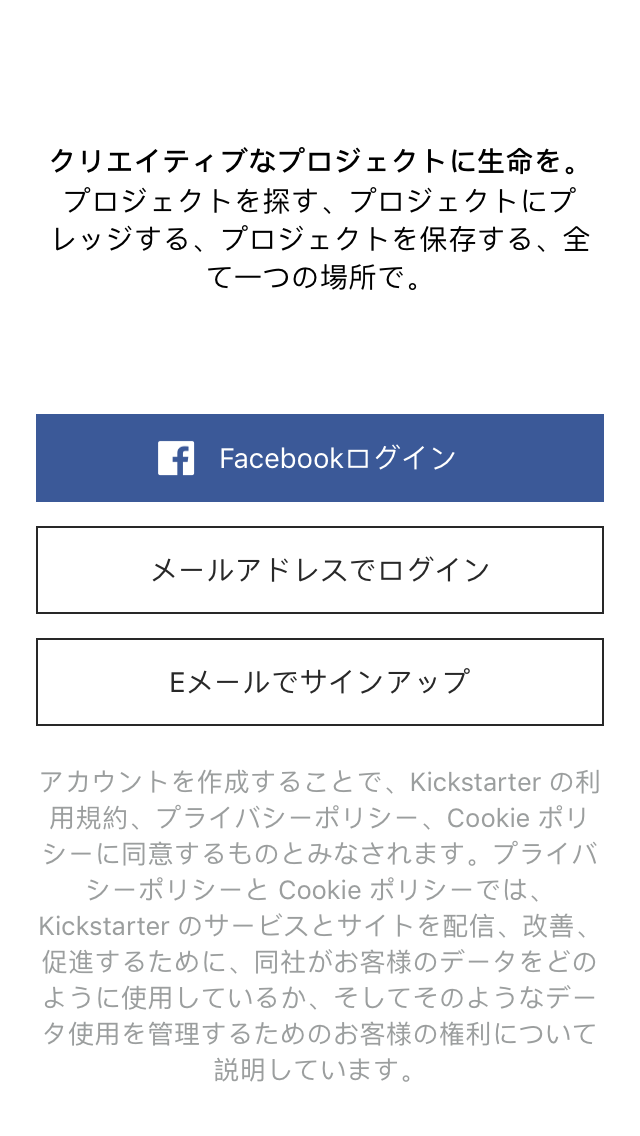 クリエイティブなプロジェクトに生命を。
プロジェクトを探す、プロジェクトにプ
レッジする、プロジェクトを保存する、全
て一つの場所で。
Facebookログイン
メールアドレスでログイン
Eメールでサインアップ
アカウントを作成することで、Kickstarter の利
用規約、プライバシーポリシー、Cookie ポリ
シーに同意するものとみなされます。プライバ
シーポリシーと Cookie ポリシーでは、
Kickstarter のサービスとサイトを配信、改善、
促進するために、同社がお客様のデータをどの
ように使用しているか、そしてそのようなデー
タ使用を管理するためのお客様の権利について
説明しています。